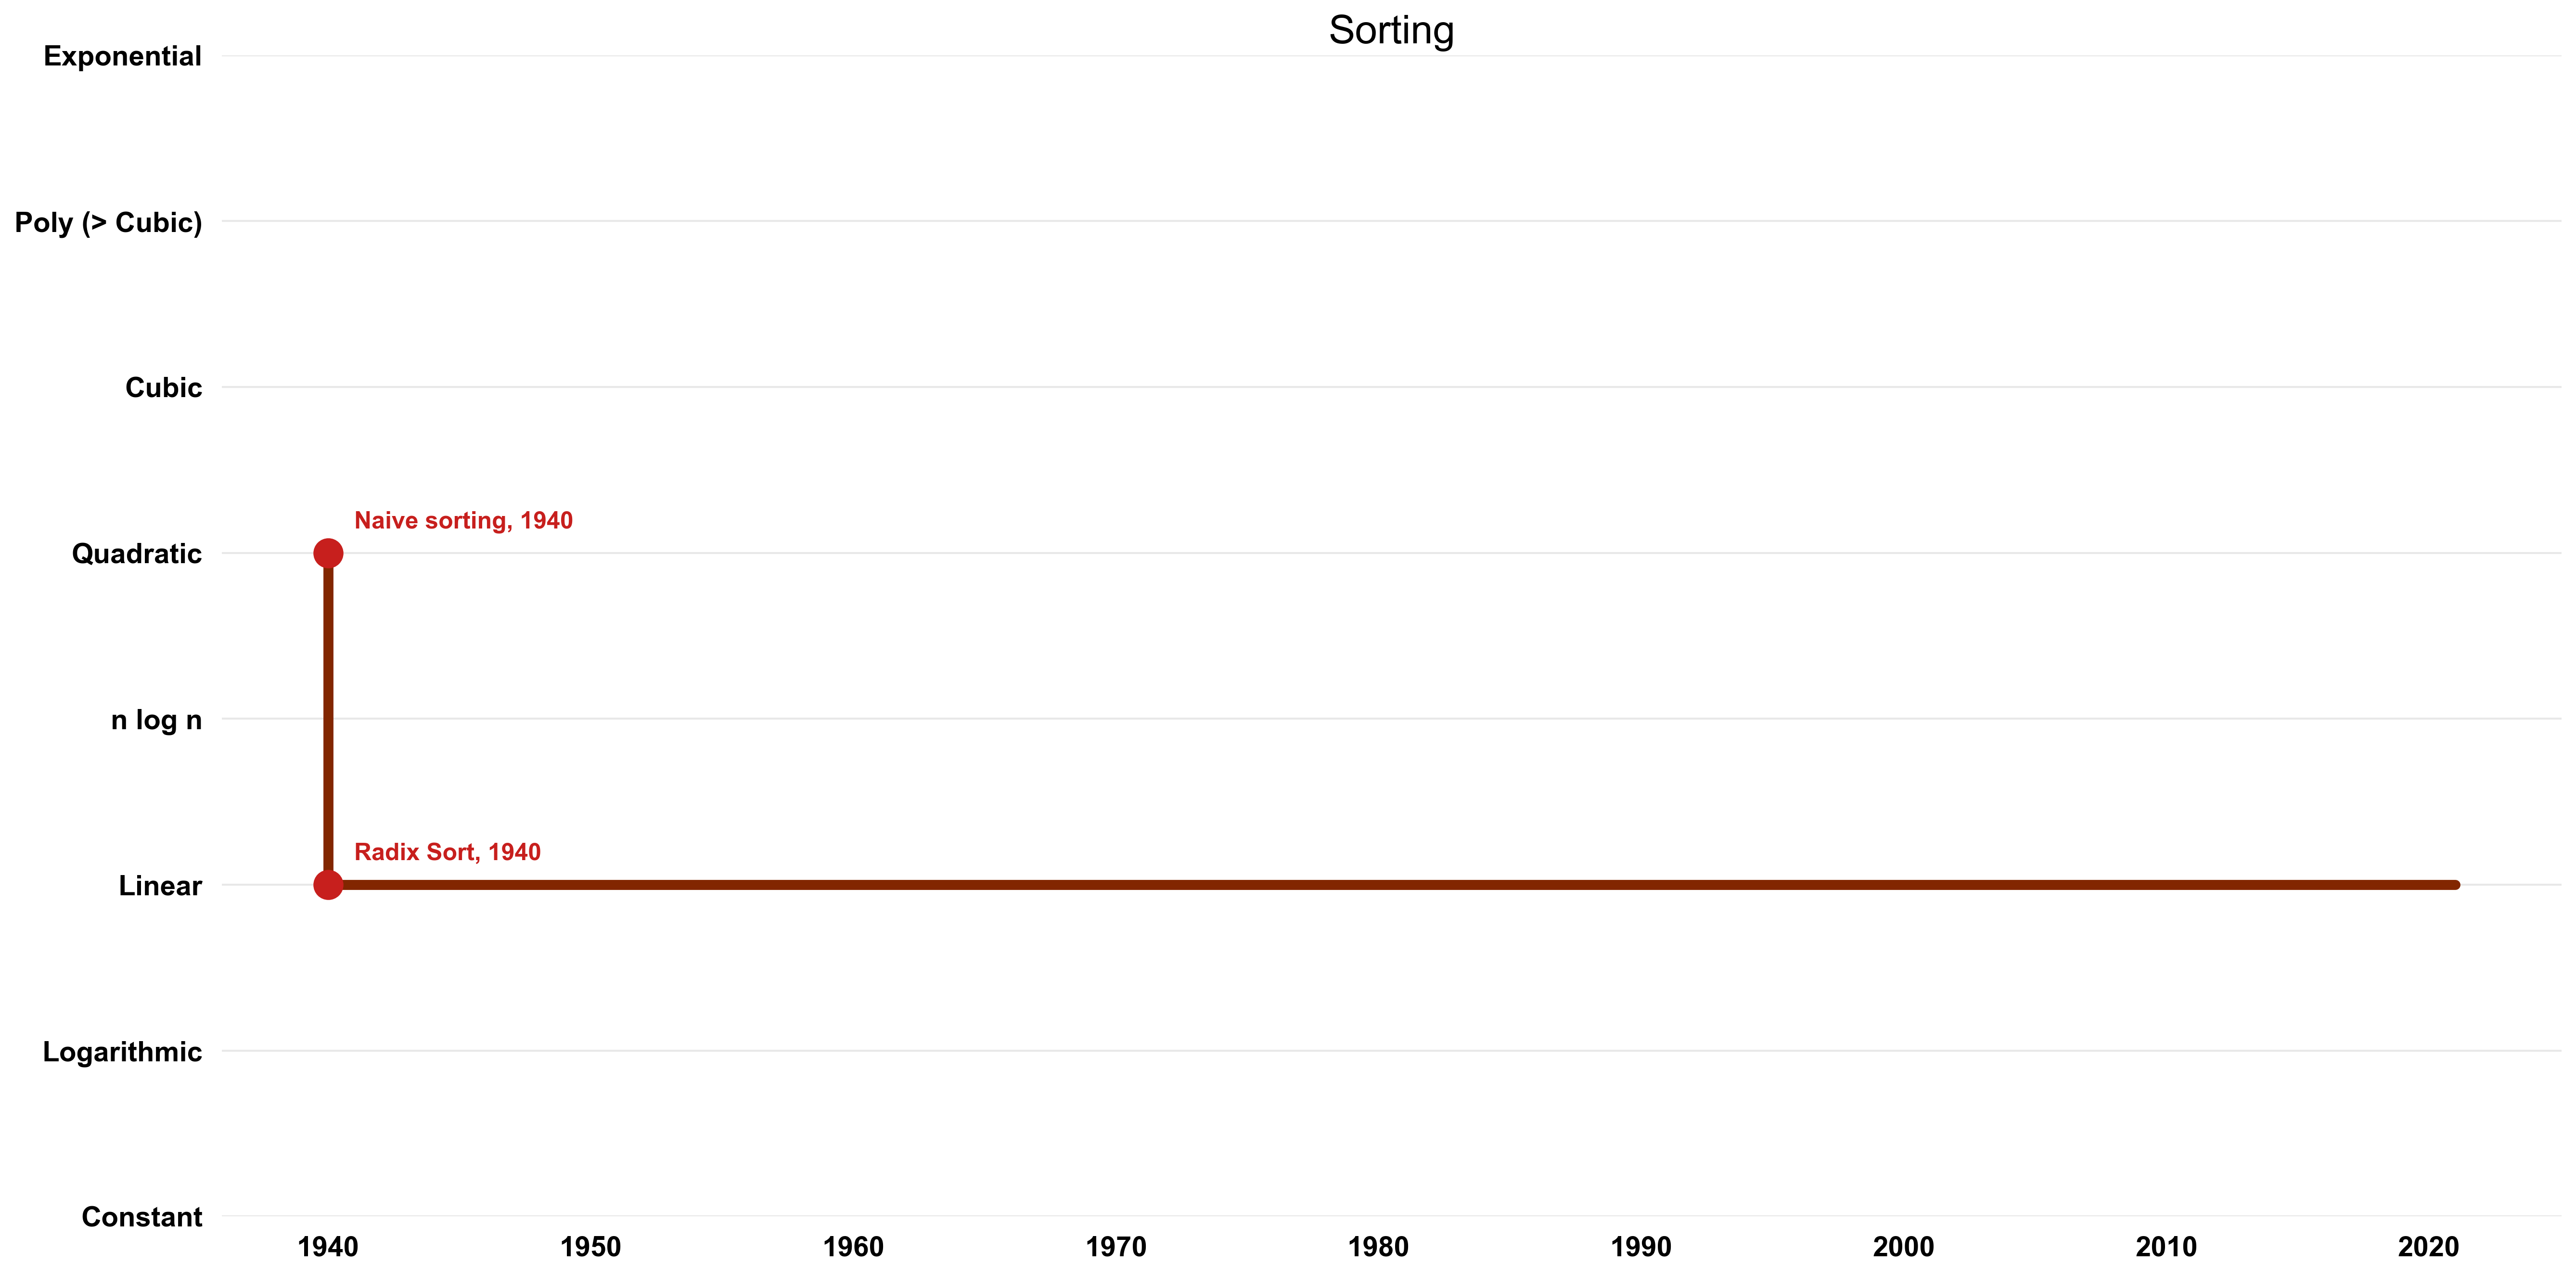 Sorting
Exponential
Poly (> Cubic)
Cubic
Naive sorting, 1940
Quadratic
n log n
Radix Sort, 1940
Linear
Logarithmic
Constant
1940 1950 1960 1970 1980 1990 2000 2010 2020